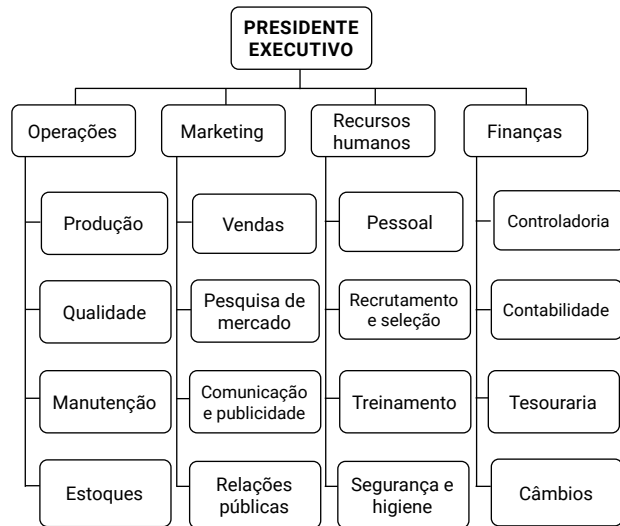 PRESIDENTE
EXECUTIVO
Operações
Marketing
Recursos
humanos
Finanças
Produção
Vendas
Pessoal
Controladoria
Qualidade
Pesquisa de
mercado
Recrutamento
e seleção
Contabilidade
Manutenção
Comunicação
e publicidade
Treinamento
Tesouraria
Estoques
Relações
públicas
Segurança e
higiene
Câmbios